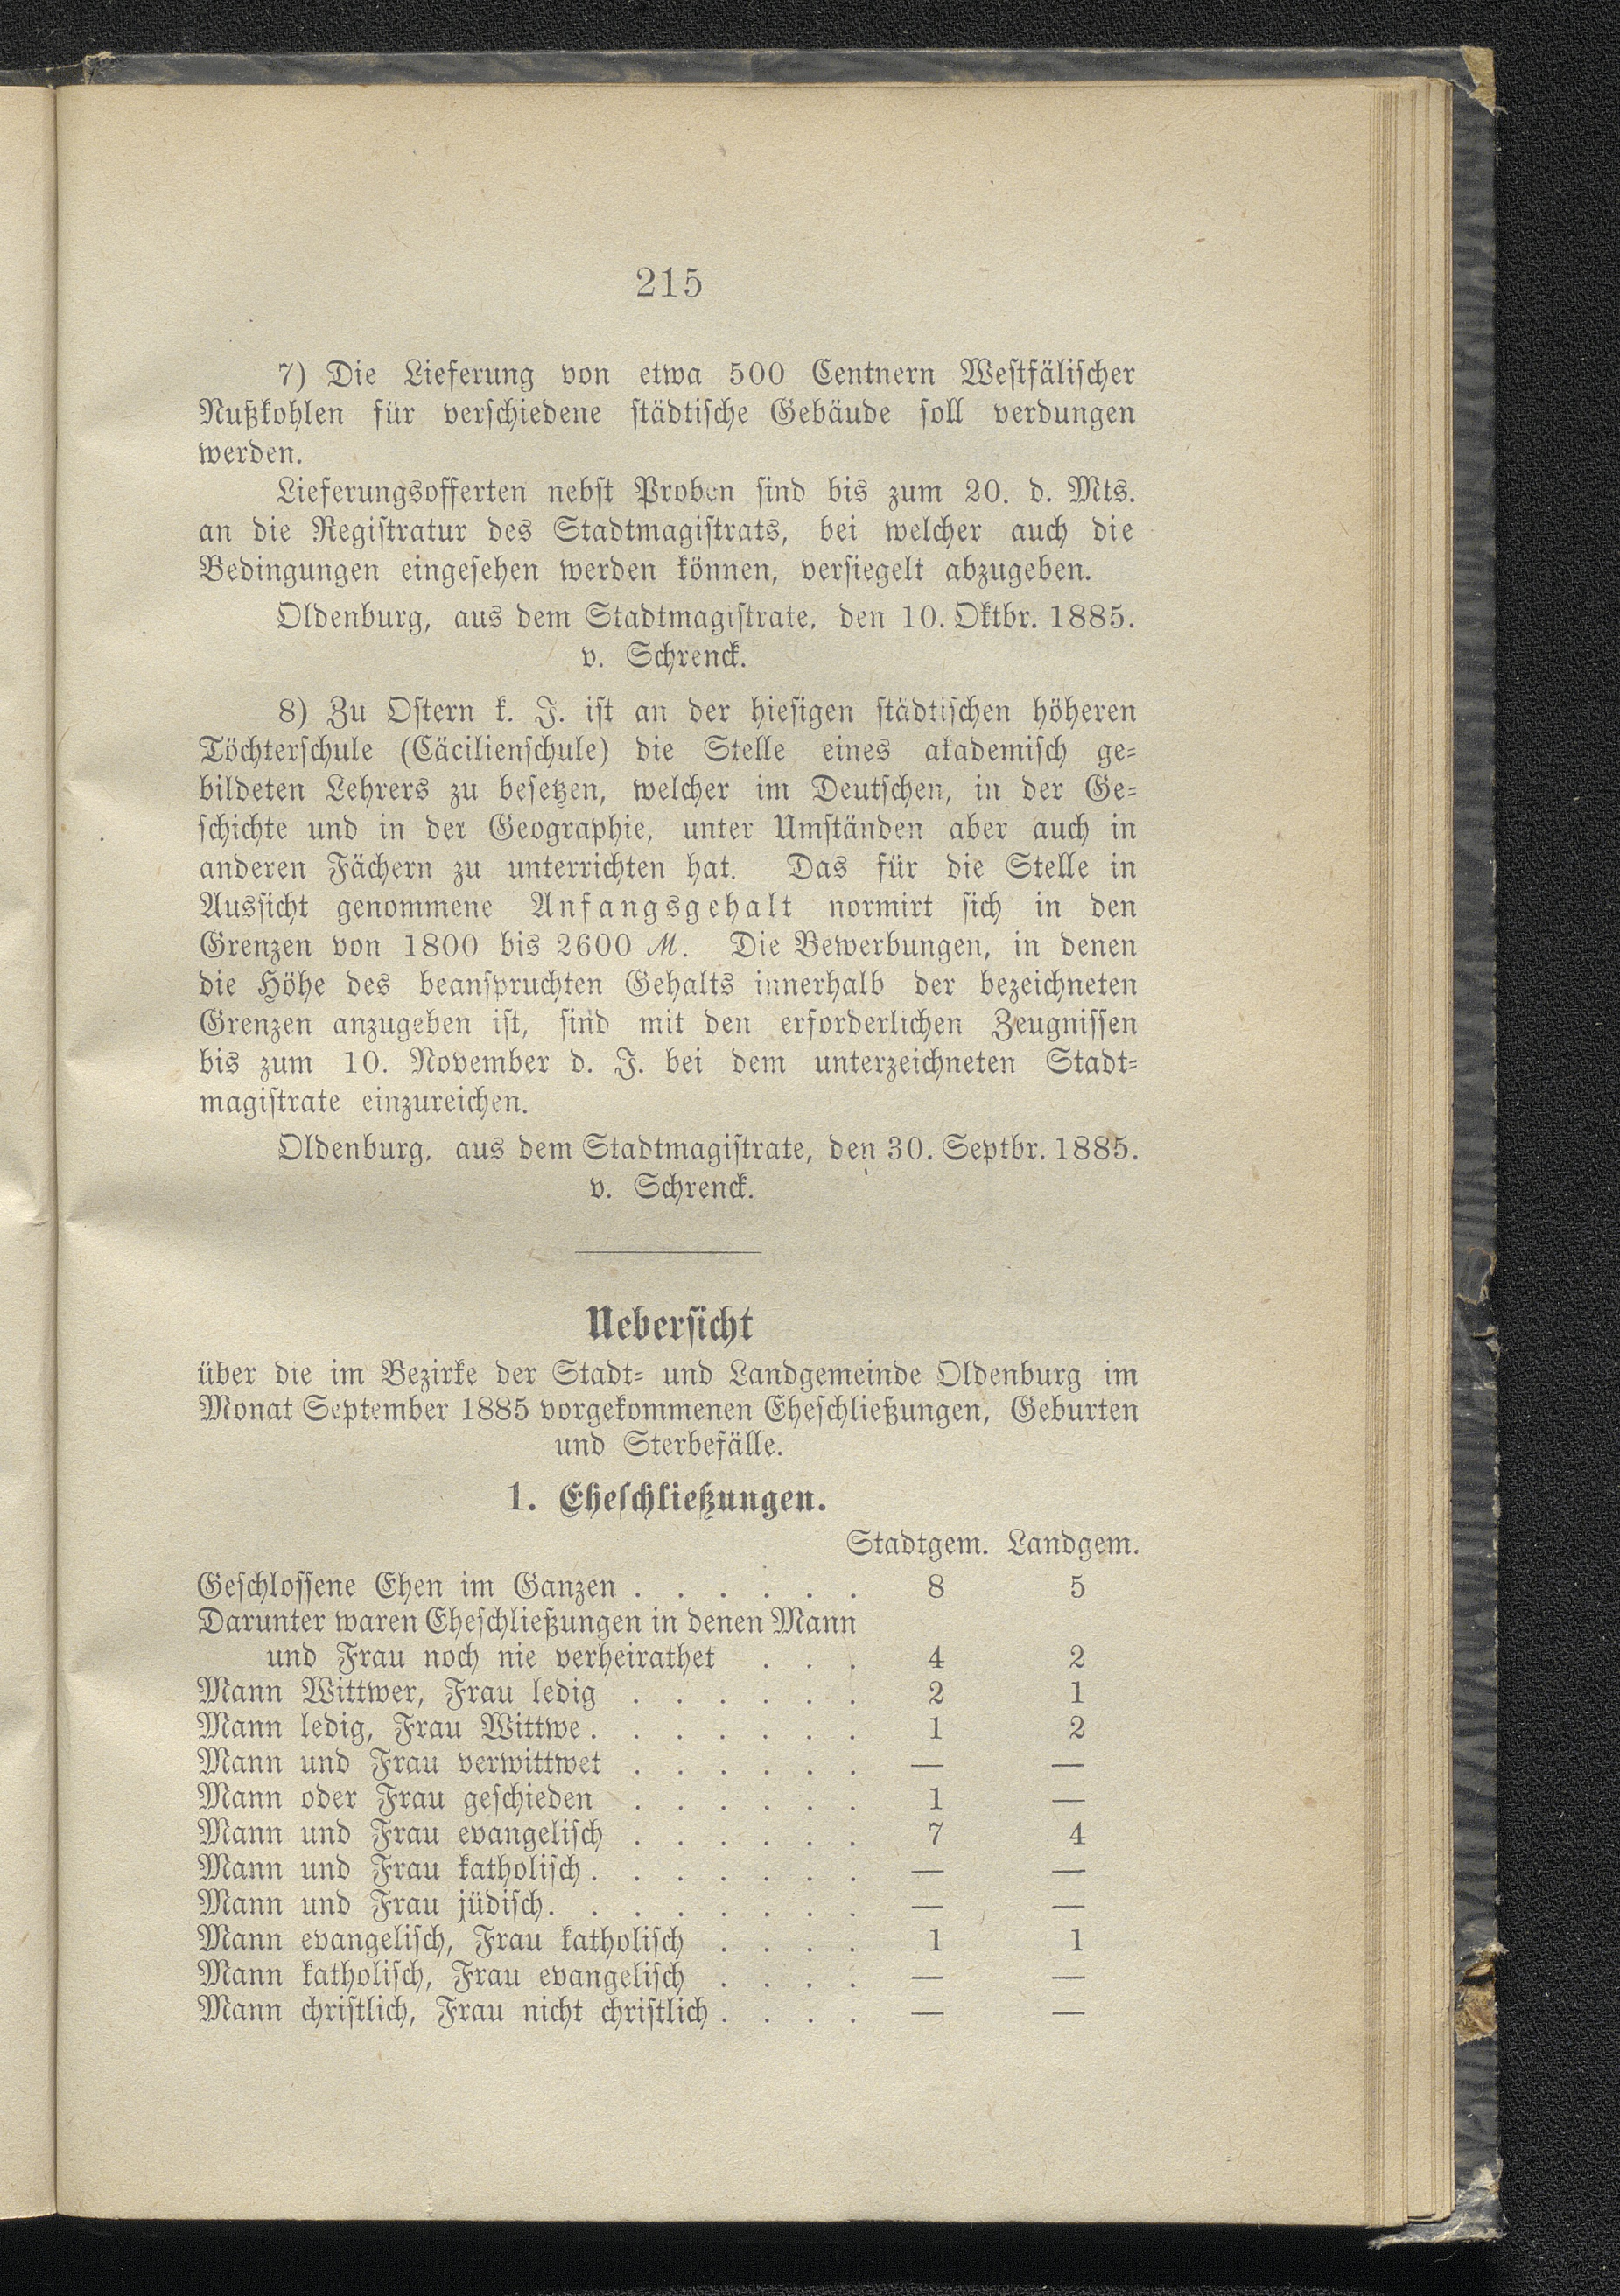 215
7) Die Lieferung von etwa 500 Centnern Westfälischer
Nußkohlen für verschiedene städtische Gebäude soll verdungen
werden.
Lieferungsofferten nebst Proben sind bis zum 20. d. Mts.
an die Registratur des Stadtmagistrats, bei welcher auch die
Bedingungen eingesehen werden können, versiegelt abzugeben.
Oldenburg, aus dem Stadtmagistrate, den 10. Oktbr. 1885.
v. Schrenck.
8) Zu Ostern k. J. ist an der hiesigen städtischen höheren
Töchterschule (Cäcilienschule) die Stelle eines akademisch ge-
bildeten Lehrers zu besetzen, welcher im Deutschen, in der Ge-
schichte und in der Geographie, unter Umständen aber auch in
anderen Fächern zu unterrichten hat. Das für die Stelle in
Aussicht genommene Anfangsgehalt normirt sich in den
Grenzen von 1800 bis 2600 M. Die Bewerbungen, in denen
die Höhe des beanspruchten Gehalts innerhalb der bezeichneten
Grenzen anzugeben ist, sind mit den erforderlichen Zeugnissen
bis zum 10. November d. J. bei dem unterzeichneten Stadt-
magistrate einzureichen.
Oldenburg, aus dem Stadtmagistrate, den 30. Septbr. 1885.
v. Schrenck.
Uebersicht
über die im Bezirke der Stadt- und Landgemeinde Oldenburg im
Monat September 1885 vorgekommenen Eheschließungen, Geburten
und Sterbefälle.
1. Eheschließungen.
Stadtgem. Landgem.
Geschlossene Ehen im Ganzen . . . . . . 8 5
Darunter waren Eheschließungen in denen Mann
und Frau noch nie verheirathet . . . 4 2
Mann Wittwer, Frau ledig . . . . . . 2 1
Mann ledig, Frau Wittwe . . . . . . . 1 2
Mann und Frau verwittwet . . . . . . — —
Mann oder Frau geschieden . . . . . . 1 —
Mann und Frau evangelisch . . . . . . 7 4
Mann und Frau katholisch . . . . . . . — —
Mann und Frau jüdisch . . . . . . . . — —
Mann evangelisch, Frau katholisch . . . . 1 1
Mann katholisch, Frau evangelisch . . . . — —
Mann christlich, Frau nicht christlich . . . . — —